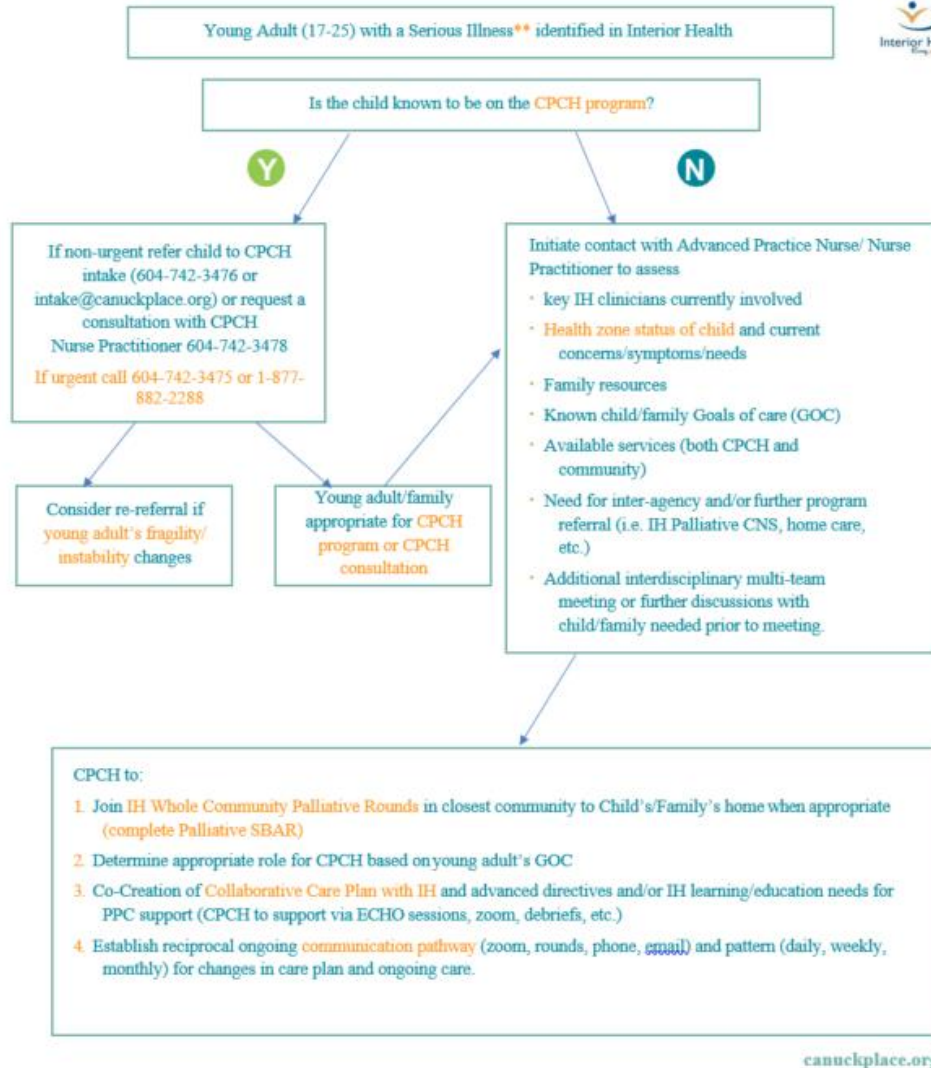 Young Adult (17-25) with a Serious Illness** identified in Interior Health
Interior H
Is the child known to be on the CPCH program?
Y
N
If non-urgent refer child to CPCH
intake (604-742-3476 or
intake@canuckplace.org) or request a
consultation with CPCH
Nurse Practitioner 604-742-3478
If urgent call 604-742-3475 or 1-877-
882-2288
Initiate contact with Advanced Practice Nurse/ Nurse
Practitioner to assess
• key IH clinicians currently involved
• Health zone status of child and current
concerns/symptoms/needs
• Family resources
• Known child/family Goals of care (GOC)
• Available services (both CPCH and
community)
• Need for inter-agency and/or further program
referral (i.e. IH Palliative CNS, home care,
etc.)
• Additional interdisciplinary multi-team
meeting or further discussions with
child/family needed prior to meeting.
Consider re-referral if
young adult's fragility/
instability changes
Young adult/family
appropriate for CPCH
program or CPCH
consultation
CPCH to:
1. Join IH Whole Community Palliative Rounds in closest community to Child's/Family's home when appropriate
(complete Palliative SBAR)
2. Determine appropriate role for CPCH based on young adult's GOC
3. Co-Creation of Collaborative Care Plan with IH and advanced directives and/or IH learning/education needs for
PPC support (CPCH to support via ECHO sessions, zoom, debriefs, etc.)
4. Establish reciprocal ongoing communication pathway (zoom, rounds, phone, email) and pattern (daily, weekly,
monthly) for changes in care plan and ongoing care.
canuckplace.org